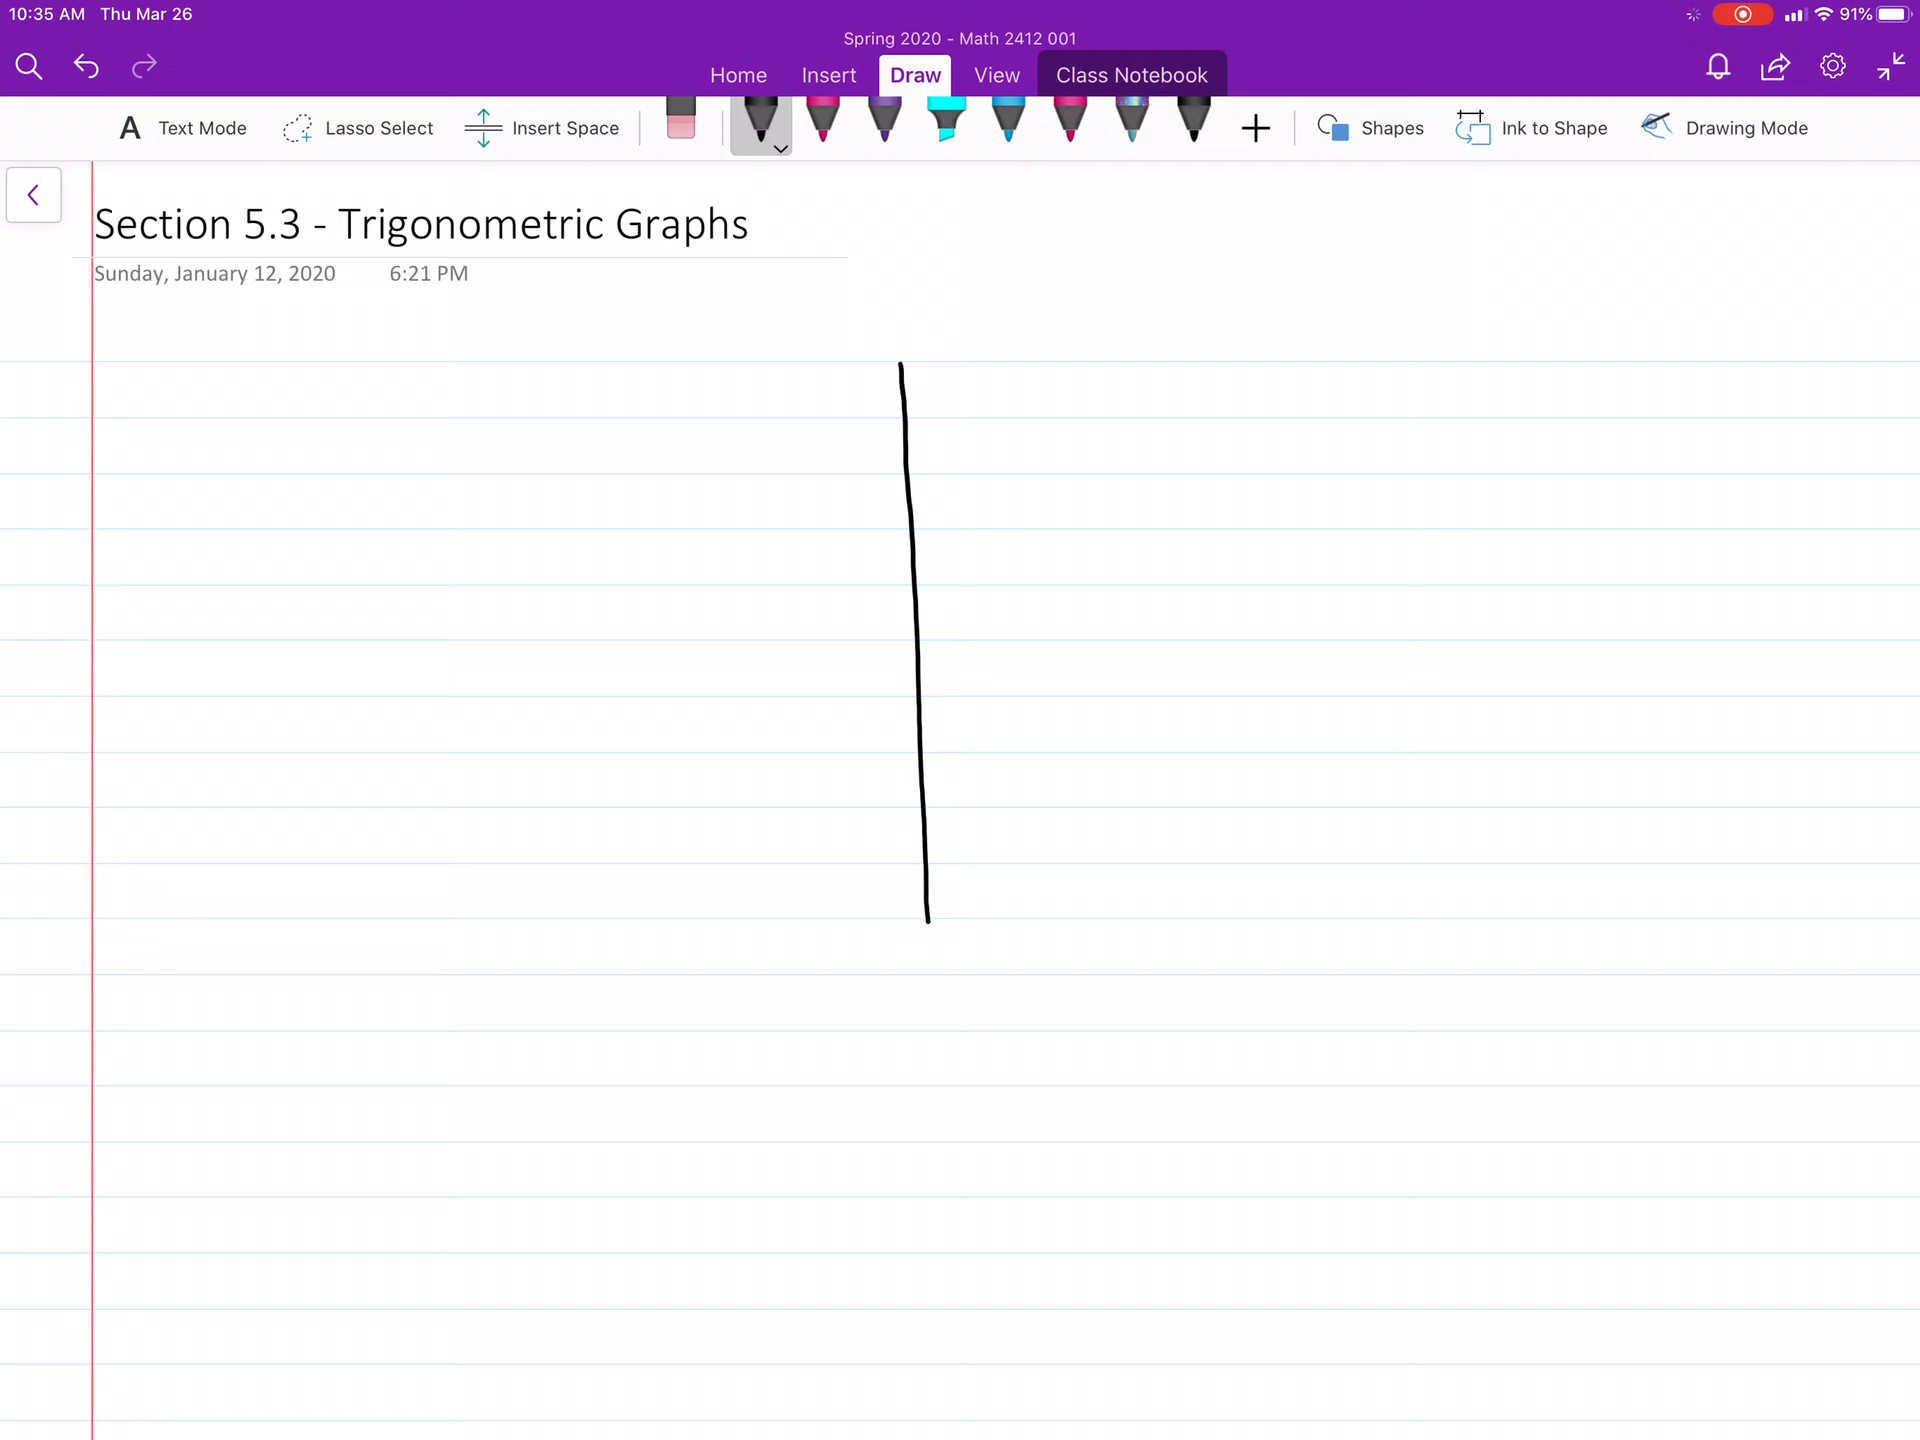 10:35 AM Thu Mar 26
91%
Spring 2020 - Math 2412 001
Home Insert Draw View Class Notebook
A Text Mode Lasso Select Insert Space Shapes Ink to Shape Drawing Mode
Section 5.3 - Trigonometric Graphs
Sunday, January 12, 2020 6:21 PM